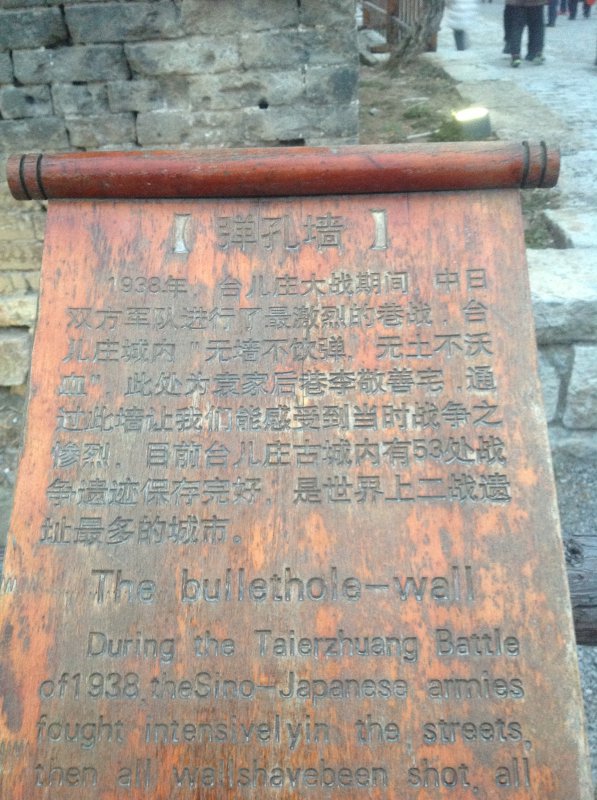 【弹孔墙】
1938年，台儿庄大战期间，中日
双方军队进行了最激烈的巷战，台
儿庄城内“无墙不饮弹，无土不沃
血”，此处为袁家后巷李敬善宅，通
过此墙让我们能感受到当时战争之
惨烈，目前台儿庄古城内有53处战
争遗迹保存完好，是世界上二战遗
址最多的城市。
The bullethole-wall
During the Taierzhuang Battle
of1938,theSino-Japanese armies
fought intensivelyin the streets,
then all wallshavebeen shot, all